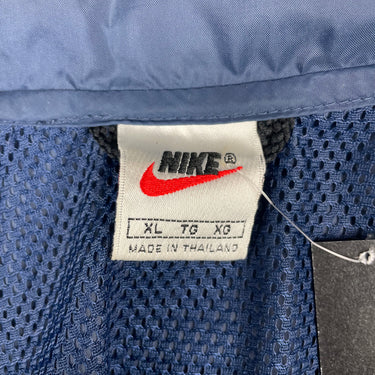 NIKE®
XL TG XG
MADE IN THAILAND